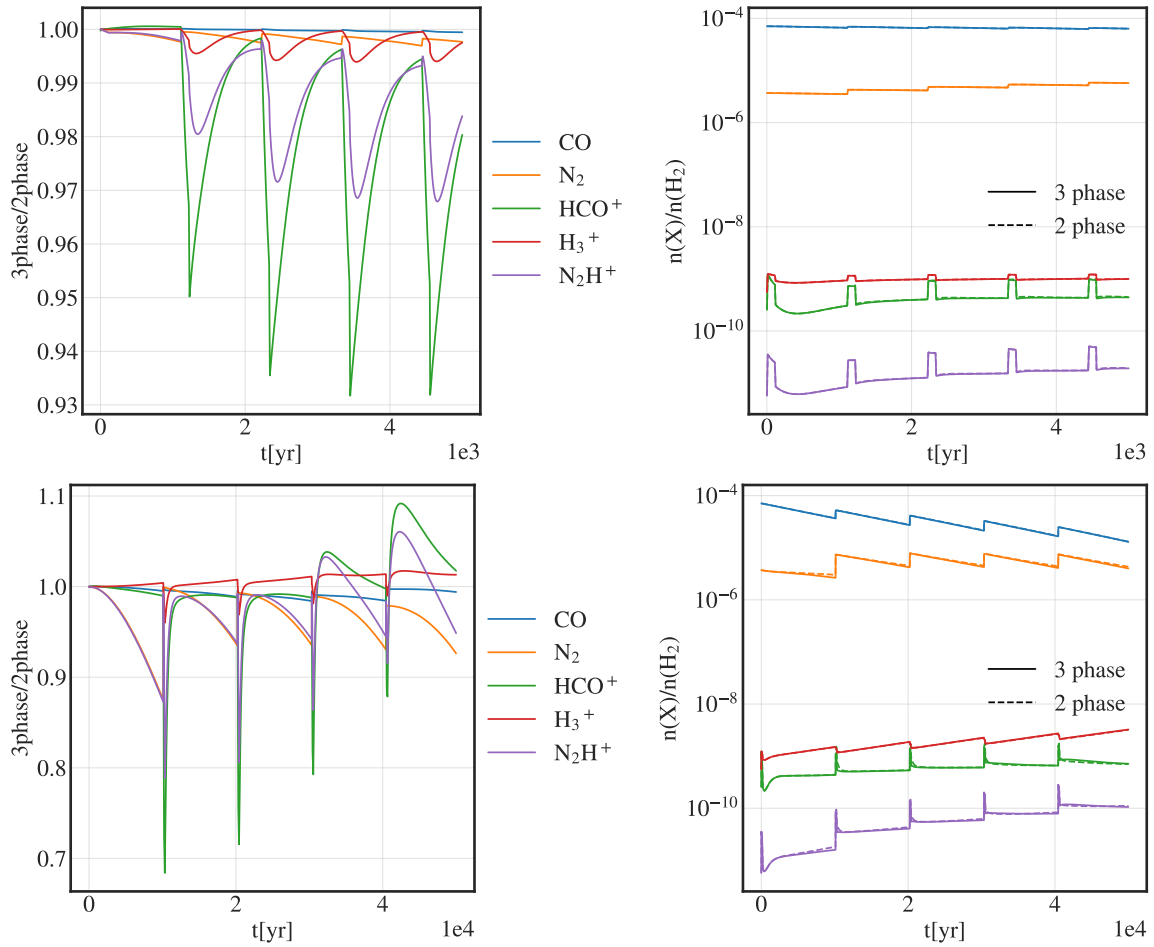 1.00
0.99
0.98
0.97
0.96
0.95
0.94
0.93
3phase/2phase
0 2 4
t[yr] 1e3
CO
N₂
HCO⁺
H₃⁺
N₂H⁺
10⁻⁴
10⁻⁶
10⁻⁸
10⁻¹⁰
n(X)/n(H₂)
3 phase
2 phase
0 2 4
t[yr] 1e3
1.1
1.0
0.9
0.8
0.7
3phase/2phase
0 2 4
t[yr] 1e4
CO
N₂
HCO⁺
H₃⁺
N₂H⁺
10⁻⁴
10⁻⁶
10⁻⁸
10⁻¹⁰
n(X)/n(H₂)
3 phase
2 phase
0 2 4
t[yr] 1e4